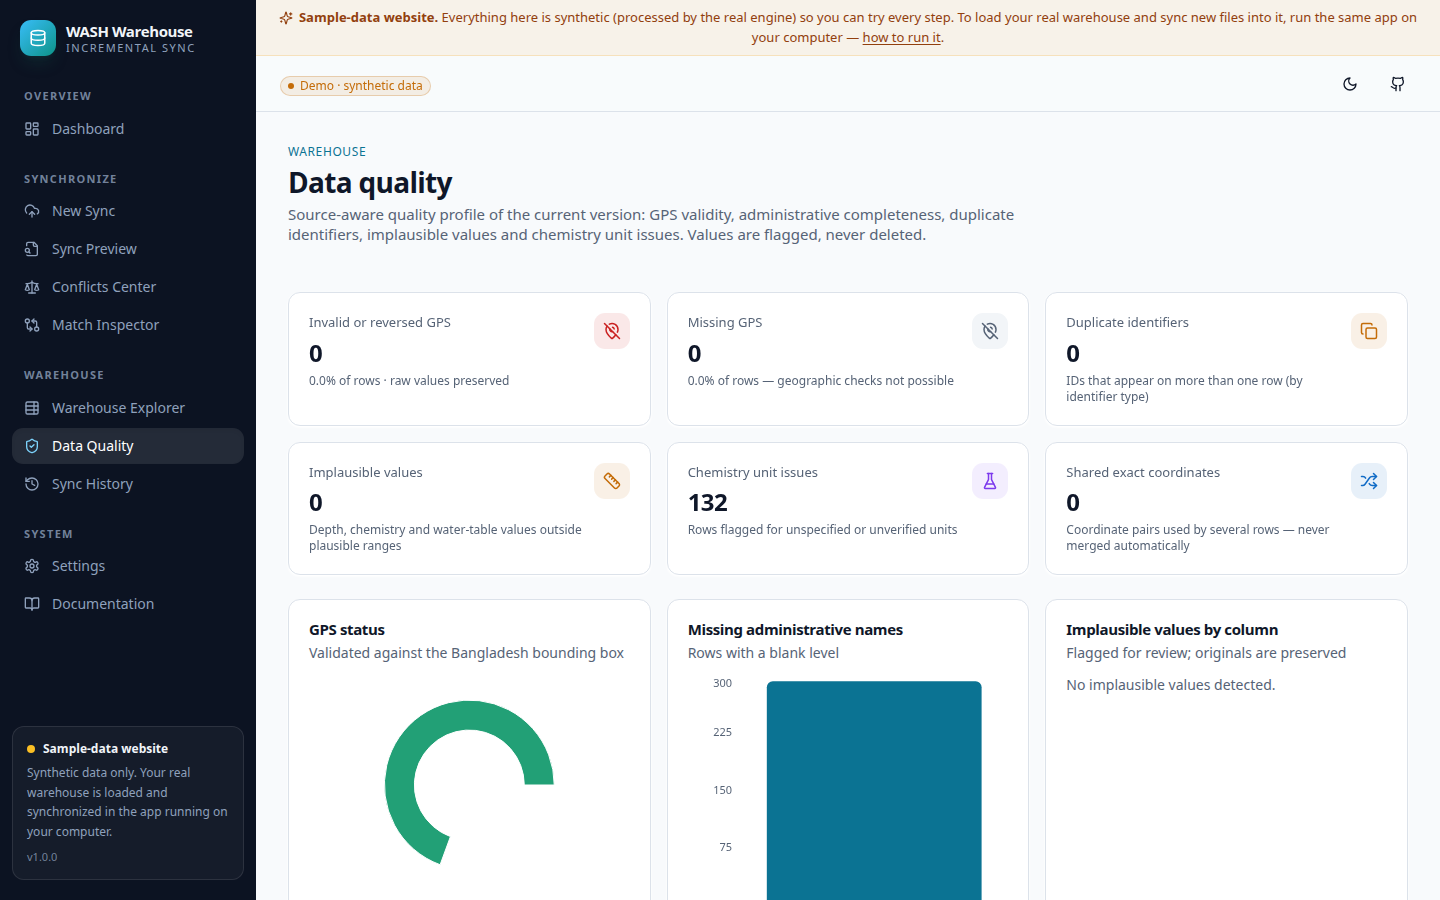 WASH Warehouse
INCREMENTAL SYNC
OVERVIEW
Dashboard
SYNCHRONIZE
New Sync
Sync Preview
Conflicts Center
Match Inspector
WAREHOUSE
Warehouse Explorer
Data Quality
Sync History
SYSTEM
Settings
Documentation
Sample-data website
Synthetic data only. Your real
warehouse is loaded and
synchronized in the app running on
your computer.
v1.0.0
Sample-data website. Everything here is synthetic (processed by the real engine) so you can try every step. To load your real warehouse and sync new files into it, run the same app on
your computer — how to run it.
Demo · synthetic data
WAREHOUSE
Data quality
Source-aware quality profile of the current version: GPS validity, administrative completeness, duplicate
identifiers, implausible values and chemistry unit issues. Values are flagged, never deleted.
Invalid or reversed GPS
0
0.0% of rows · raw values preserved
Missing GPS
0
0.0% of rows — geographic checks not possible
Duplicate identifiers
0
IDs that appear on more than one row (by
identifier type)
Implausible values
0
Depth, chemistry and water-table values outside
plausible ranges
Chemistry unit issues
132
Rows flagged for unspecified or unverified units
Shared exact coordinates
0
Coordinate pairs used by several rows — never
merged automatically
GPS status
Validated against the Bangladesh bounding box
Missing administrative names
Rows with a blank level
300
225
150
75
Implausible values by column
Flagged for review; originals are preserved
No implausible values detected.